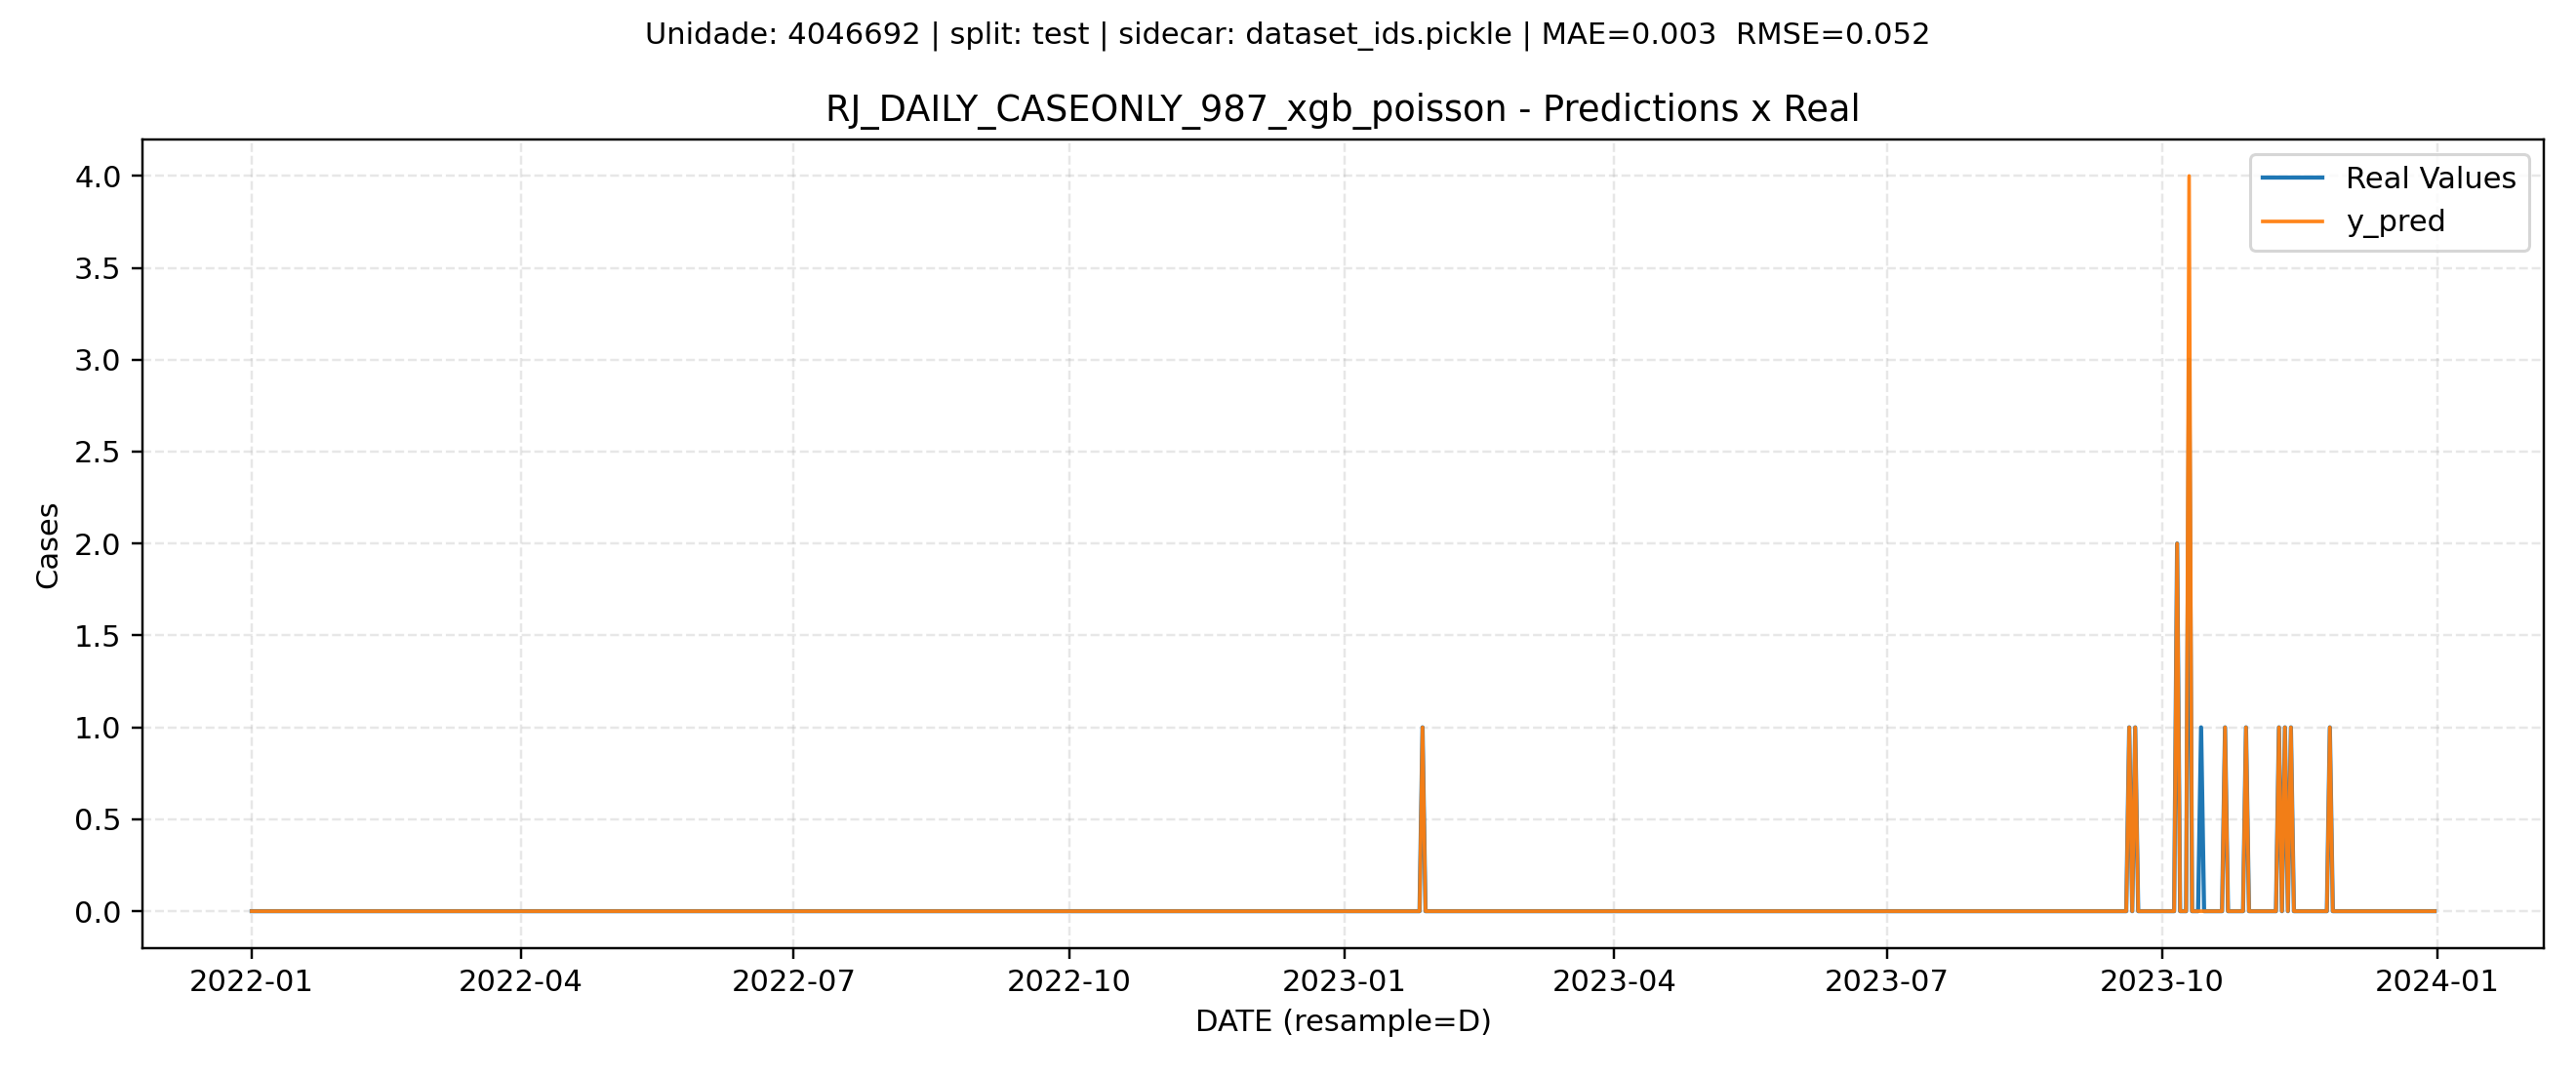 Unidade: 4046692 | split: test | sidecar: dataset_ids.pickle | MAE=0.003  RMSE=0.052
RJ_DAILY_CASEONLY_987_xgb_poisson - Predictions x Real
Real Values
y_pred
4.0
3.5
3.0
2.5
2.0
1.5
1.0
0.5
0.0
Cases
2022-01 2022-04 2022-07 2022-10 2023-01 2023-04 2023-07 2023-10 2024-01
DATE (resample=D)